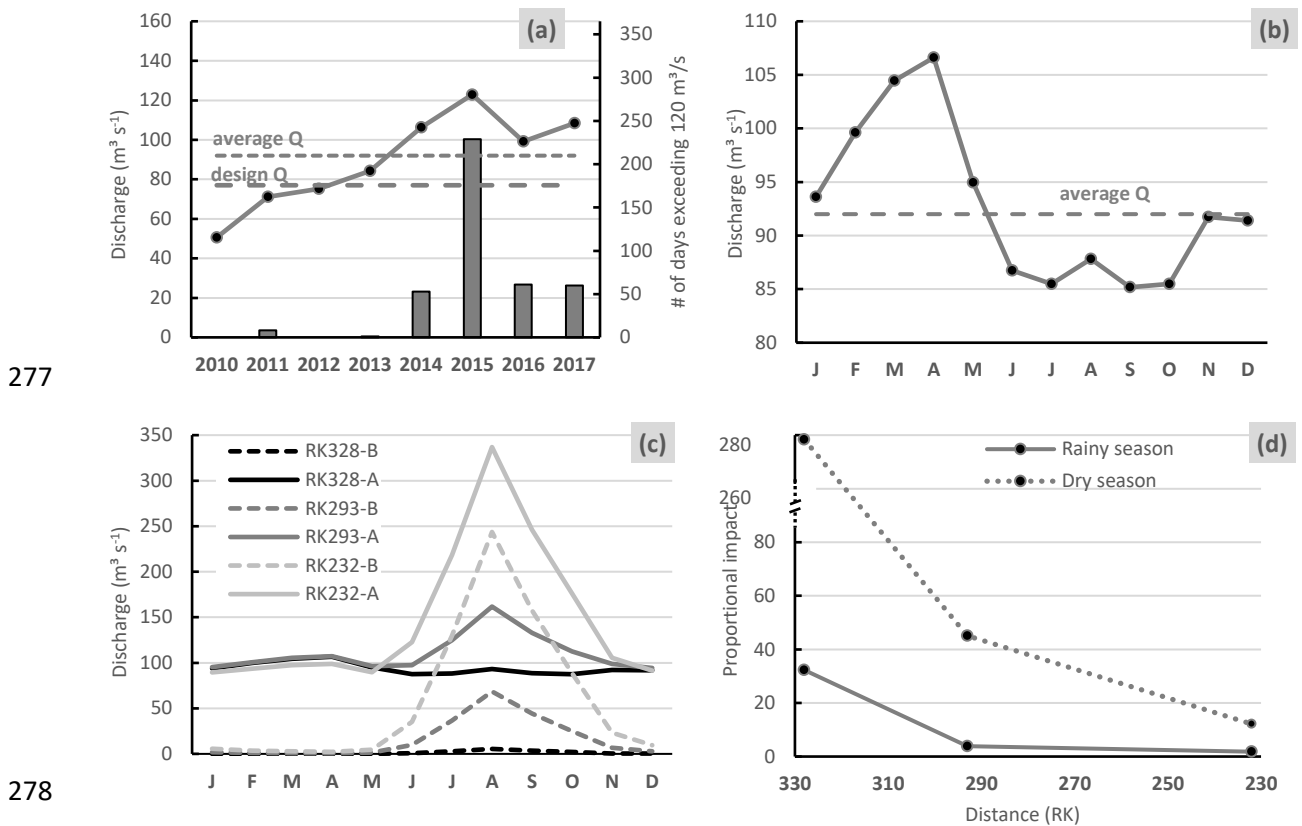 (a)
160
140
120
100
80
60
40
20
0
Discharge (m³ s⁻¹)
average Q
design Q
350
300
250
200
150
100
50
0
# of days exceeding 120 m³/s
2010 2011 2012 2013 2014 2015 2016 2017
(b)
110
105
100
95
90
85
80
Discharge (m³ s⁻¹)
average Q
J F M A M J J A S O N D
277
(c)
350
300
250
200
150
100
50
0
Discharge (m³ s⁻¹)
RK328-B
RK328-A
RK293-B
RK293-A
RK232-B
RK232-A
J F M A M J J A S O N D
(d)
280
260
80
60
40
20
0
Proportional impact
Rainy season
Dry season
330 310 290 270 250 230
Distance (RK)
278